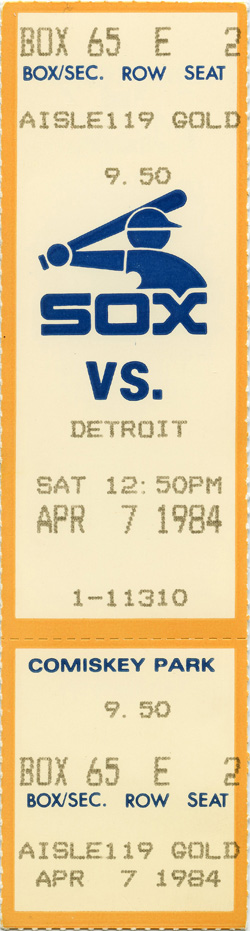 BOX 65 E 2
BOX/SEC. ROW SEAT
AISLE119 GOLD
9.50
SOX
VS.
DETROIT
SAT 12:50PM
APR 7 1984
1-11310
COMISKEY PARK
9.50
BOX 65 E 2
BOX/SEC. ROW SEAT
AISLE119 GOLD
APR 7 1984